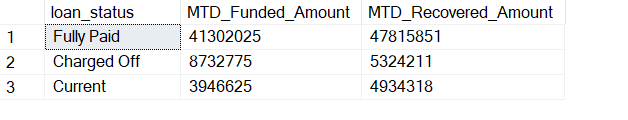 loan_status MTD_Funded_Amount MTD_Recovered_Amount
1 Fully Paid 41302025 47815851
2 Charged Off 8732775 5324211
3 Current 3946625 4934318